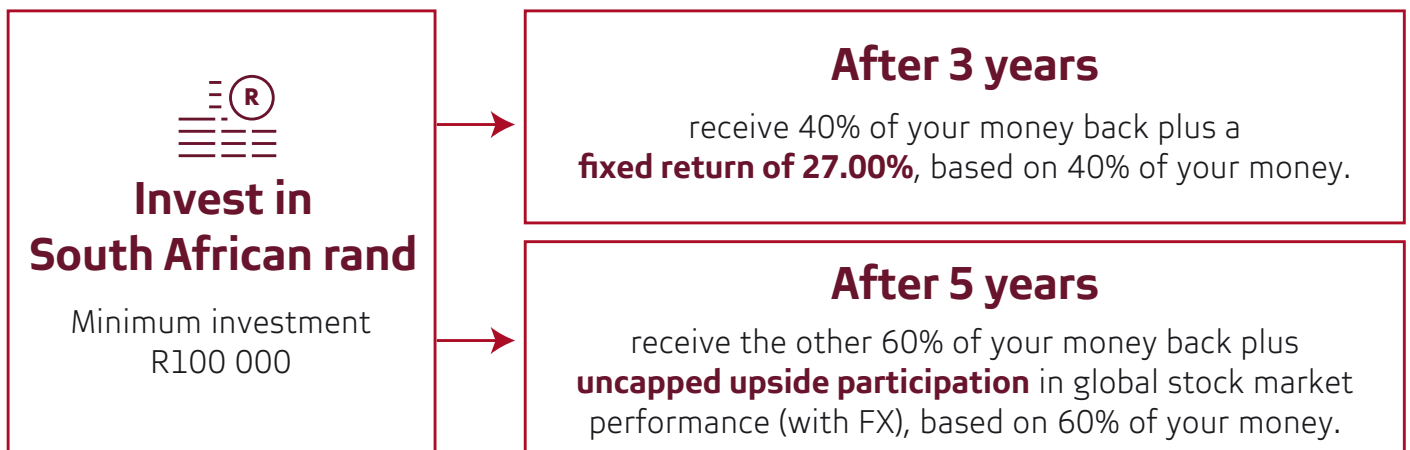 R
Invest in
South African rand
Minimum investment
R100 000
After 3 years
receive 40% of your money back plus a
fixed return of 27.00%, based on 40% of your money.
After 5 years
receive the other 60% of your money back plus
uncapped upside participation in global stock market
performance (with FX), based on 60% of your money.